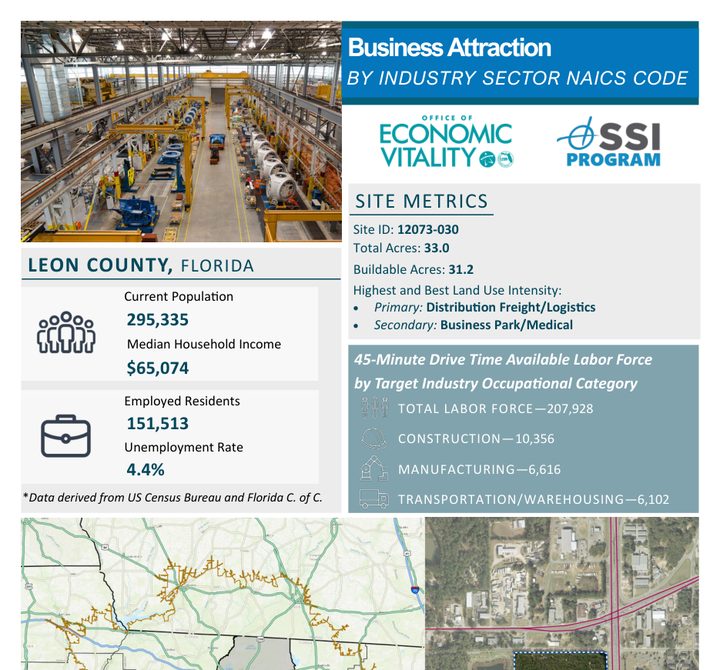 Business Attraction
BY INDUSTRY SECTOR NAICS CODE
OFFICE OF
ECONOMIC
VITALITY
SSI
PROGRAM
SITE METRICS
Site ID: 12073-030
Total Acres: 33.0
Buildable Acres: 31.2
Highest and Best Land Use Intensity:
• Primary: Distribution Freight/Logistics
• Secondary: Business Park/Medical
LEON COUNTY, FLORIDA
Current Population
295,335
Median Household Income
$65,074
Employed Residents
151,513
Unemployment Rate
4.4%
*Data derived from US Census Bureau and Florida C. of C.
45-Minute Drive Time Available Labor Force
by Target Industry Occupational Category
TOTAL LABOR FORCE—207,928
CONSTRUCTION—10,356
MANUFACTURING—6,616
TRANSPORTATION/WAREHOUSING—6,102